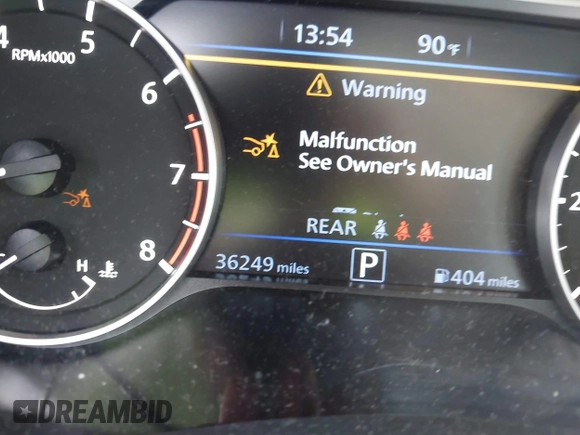 4
5
RPMx1000
6
7
8
H
13:54 90°F
Warning
Malfunction
See Owner's Manual
REAR
36249 miles P 404 miles
2
DREAMBID